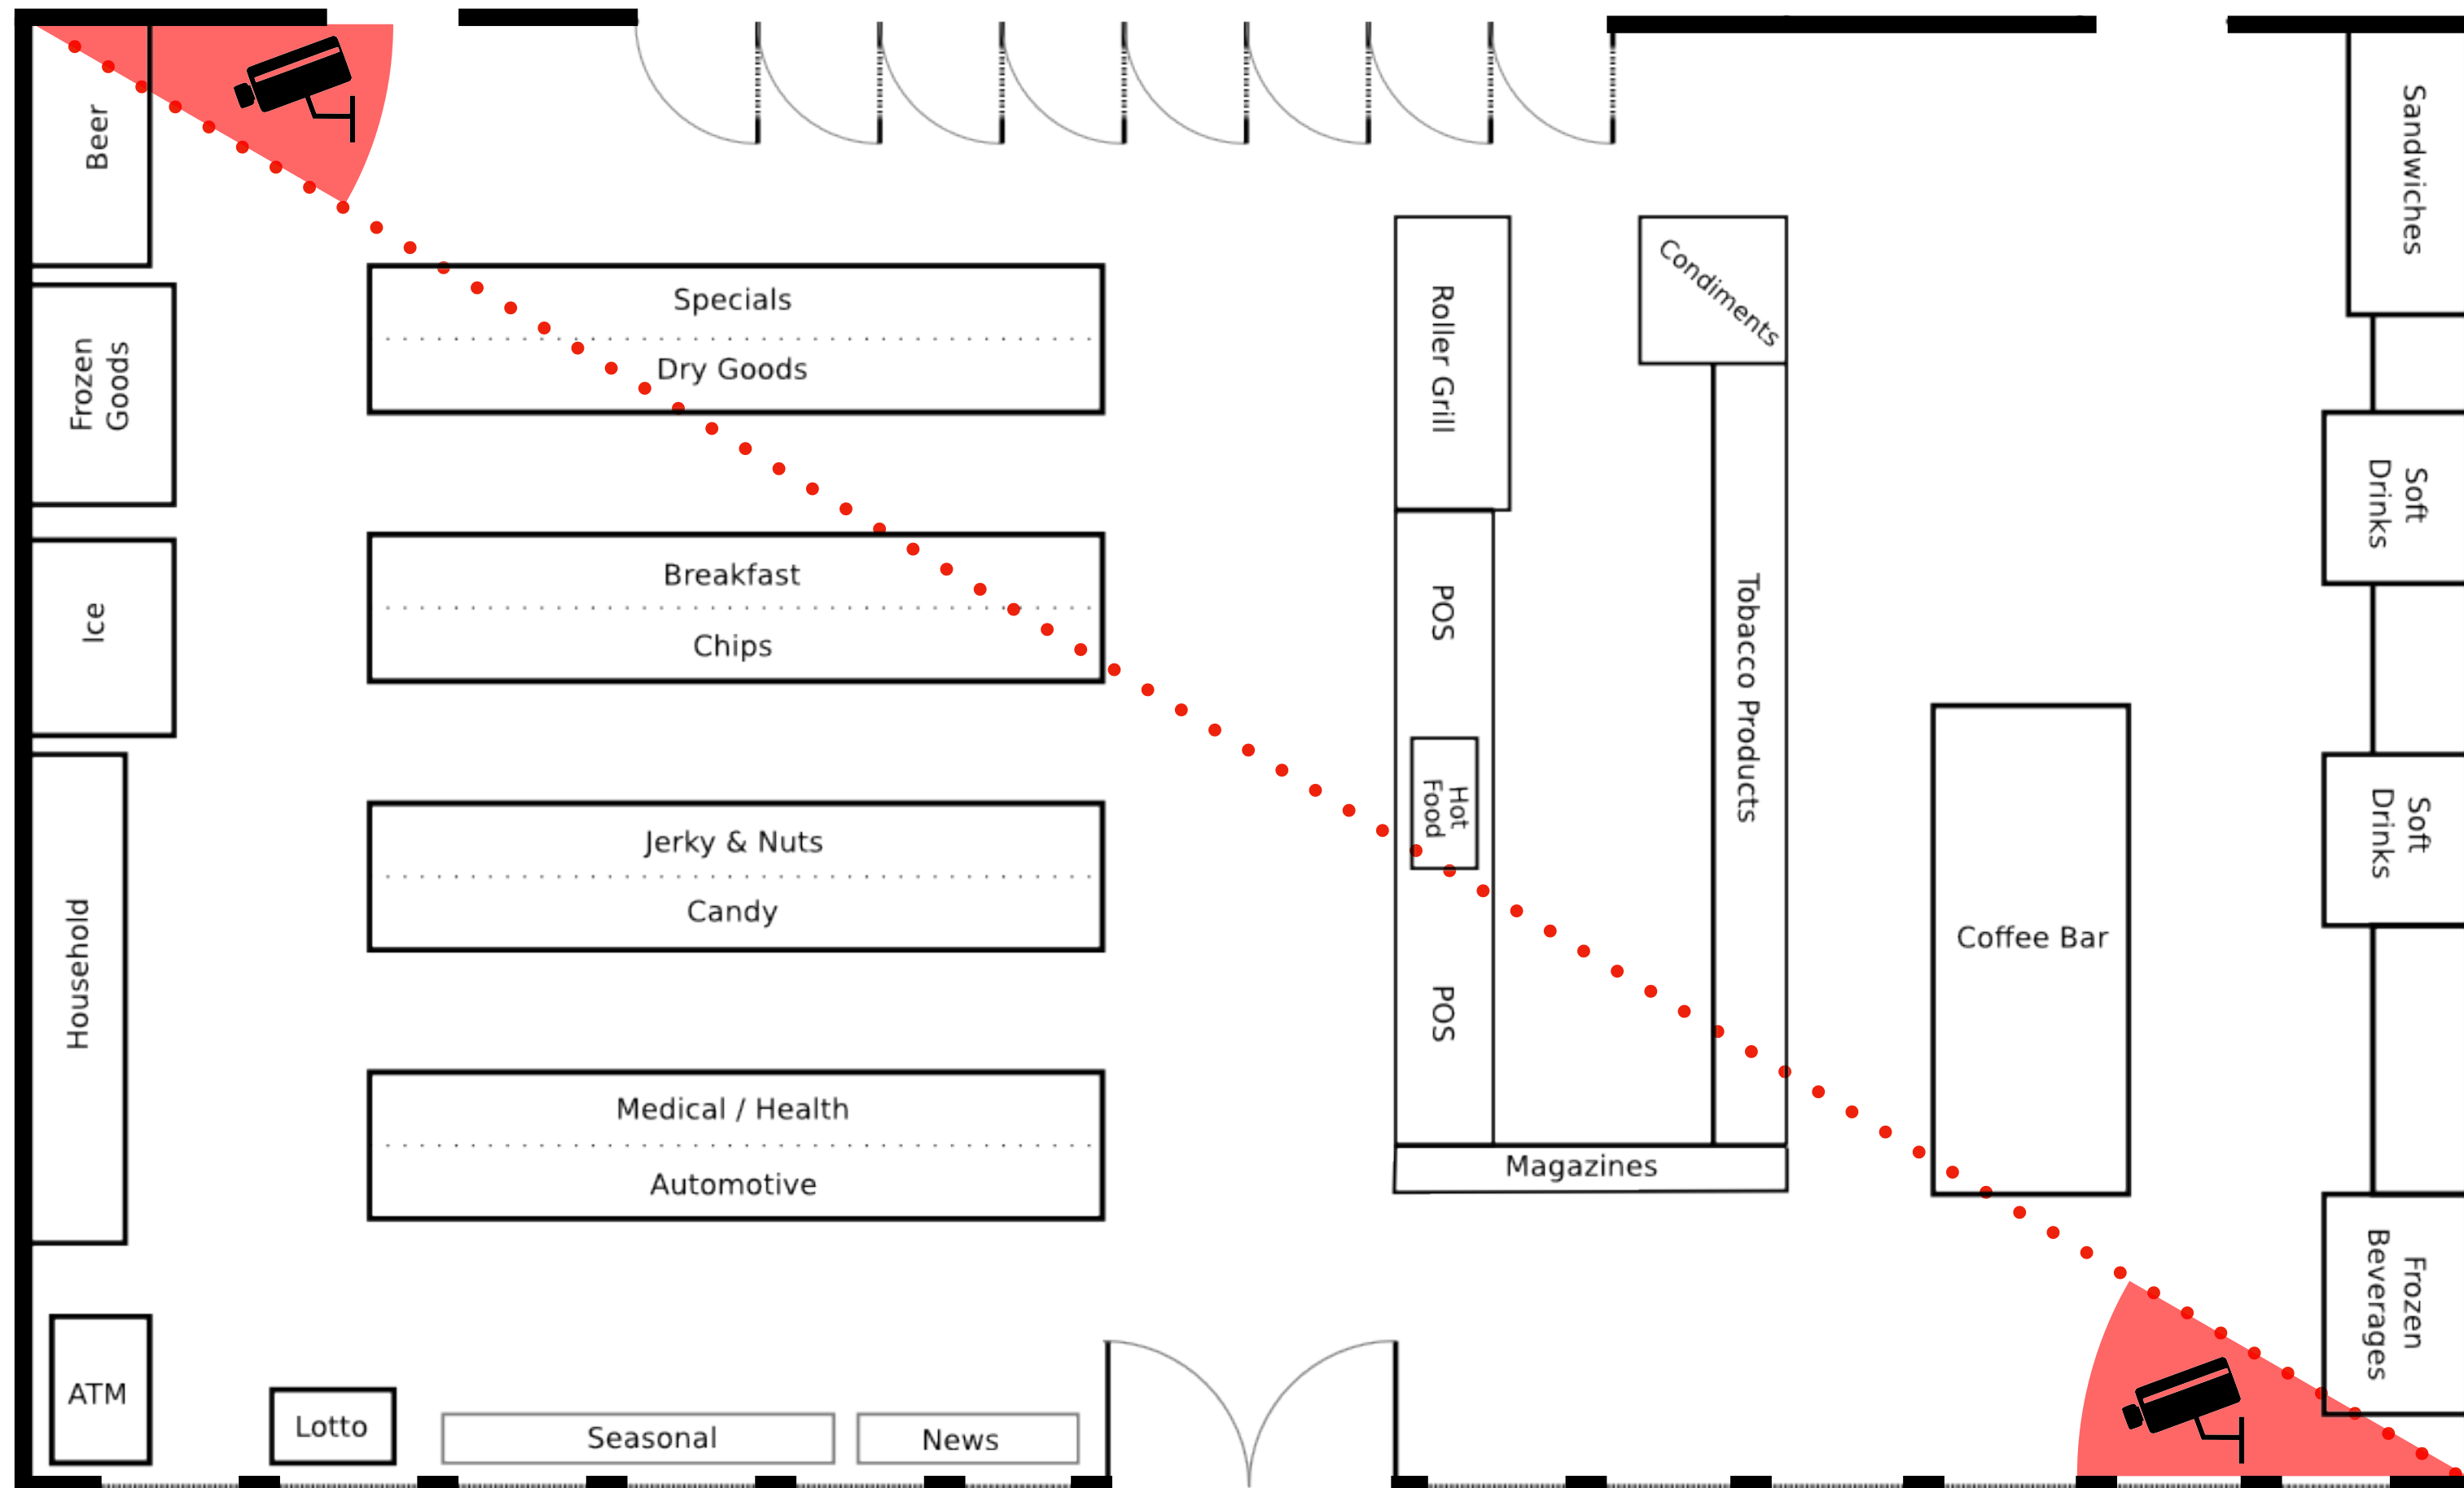 Beer
Sandwiches
Specials
Dry Goods
Condiments
Roller Grill
Frozen
Goods
Soft
Drinks
Breakfast
Chips
POS
Ice
Tobacco Products
Hot
Food
Jerky & Nuts
Candy
Soft
Drinks
Coffee Bar
Household
POS
Medical / Health
Automotive
Magazines
Frozen
Beverages
ATM
Lotto
Seasonal
News